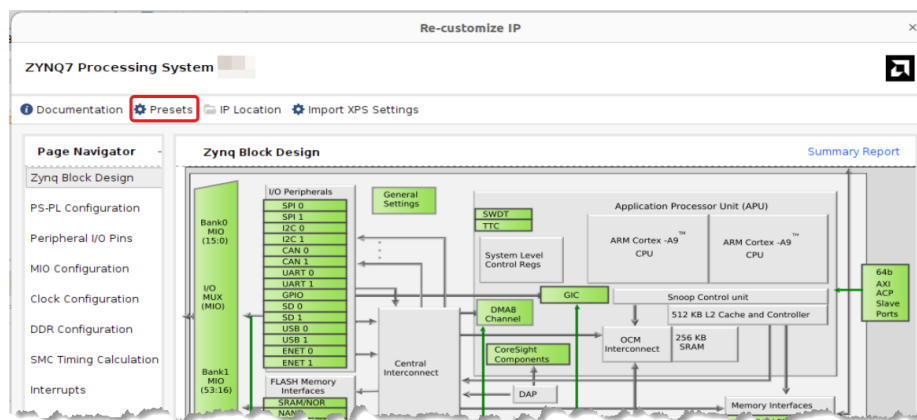 Re-customize IP
×
ZYNQ7 Processing System
Documentation Presets IP Location Import XPS Settings
Page Navigator -
Zynq Block Design
PS-PL Configuration
Peripheral I/O Pins
MIO Configuration
Clock Configuration
DDR Configuration
SMC Timing Calculation
Interrupts
Zynq Block Design
Summary Report
Bank0
MIO
(15:0)
I/O
MUX
(MIO)
Bank1
MIO
(53:16)
I/O Peripherals
SPI 0
SPI 1
I2C 0
I2C 1
CAN 0
CAN 1
UART 0
UART 1
GPIO
SD 0
SD 1
USB 0
USB 1
ENET 0
ENET 1
FLASH Memory
Interfaces
SRAM/NOR
General
Settings
Central
Interconnect
SWDT
TTC
System Level
Control Regs
DMA8
Channel
CoreSight
Components
DAP
GIC
Application Processor Unit (APU)
ARM Cortex -A9™
CPU
ARM Cortex -A9™
CPU
Snoop Control unit
512 KB L2 Cache and Controller
OCM
Interconnect
256 KB
SRAM
Memory Interfaces
64b
AXI
ACP
Slave
Ports